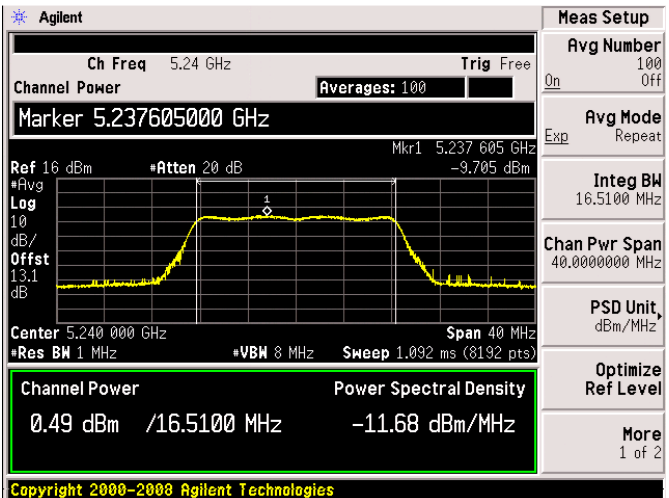 Agilent
Meas Setup
Ch Freq 5.24 GHz Trig Free
Channel Power Averages: 100
Marker 5.237605000 GHz
Mkr1 5.237 605 GHz
Ref 16 dBm #Atten 20 dB -9.705 dBm
#Avg
Log
10
dB/
Offst
13.1
dB
1
Center 5.240 000 GHz Span 40 MHz
#Res BW 1 MHz #VBW 8 MHz Sweep 1.092 ms (8192 pts)
Channel Power Power Spectral Density
0.49 dBm /16.5100 MHz -11.68 dBm/MHz
Copyright 2000-2008 Agilent Technologies
Avg Number
100
On Off
Avg Mode
Exp Repeat
Integ BW
16.5100 MHz
Chan Pwr Span
40.0000000 MHz
PSD Unit
dBm/MHz
Optimize
Ref Level
More
1 of 2